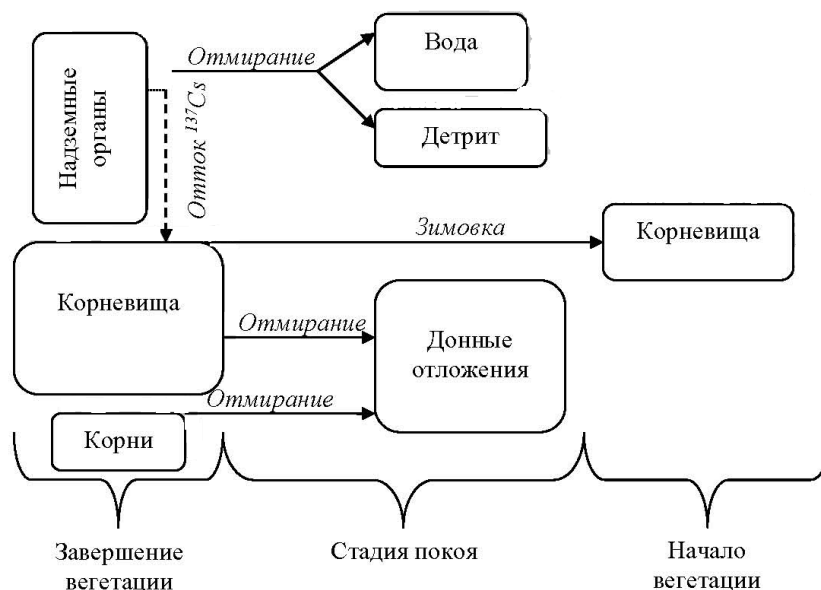 Надземные
органы
Отмирание
Отток ¹³⁷Cs
Вода
Детрит
Зимовка
Корневища
Корневища
Отмирание
Донные
отложения
Отмирание
Корни
Завершение
вегетации
Стадия покоя
Начало
вегетации